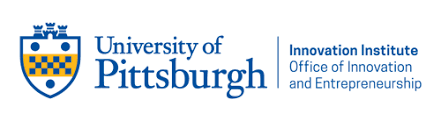 University of
Pittsburgh
Innovation Institute
Office of Innovation
and Entrepreneurship